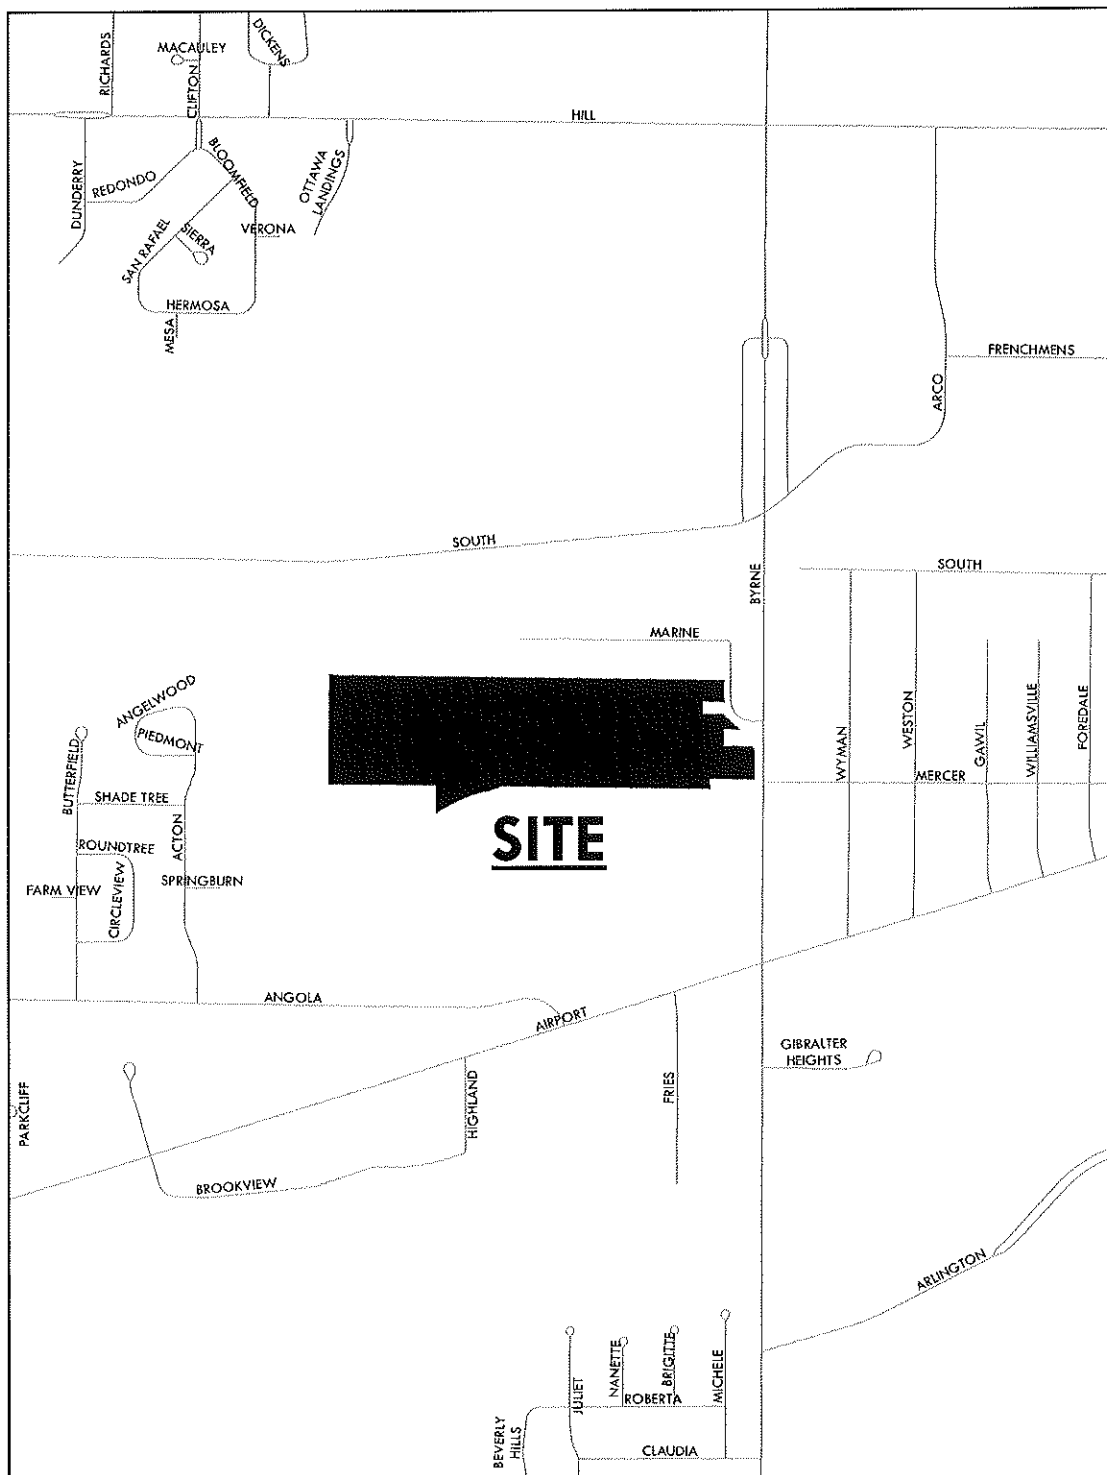 RICHARDS
MACAULEY
CLIFTON
DICKENS
HILL
DUNDERRY
REDONDO
BLOOMFIELD
OTTAWA
LANDINGS
SAN RAFAEL
SIERRA
VERONA
HERMOSA
MESA
FRENCHMENS
ARCO
SOUTH
BYRNE
SOUTH
MARINE
ANGELWOOD
PIEDMONT
BUTTERFIELD
SHADE TREE
ACTON
ROUNDTREE
FARM VIEW
CIRCLEVIEW
SPRINGBURN
SITE
WYMAN
WESTON
MERCER
GAWIL
WILLIAMSVILLE
FOREDALE
ANGOLA
AIRPORT
PARKCLIFF
HIGHLAND
FRIES
GIBRALTER
HEIGHTS
BROOKVIEW
ARLINGTON
JULIET
NANETTE
BRIGITTE
MICHELE
ROBERTA
BEVERLY
HILLS
CLAUDIA